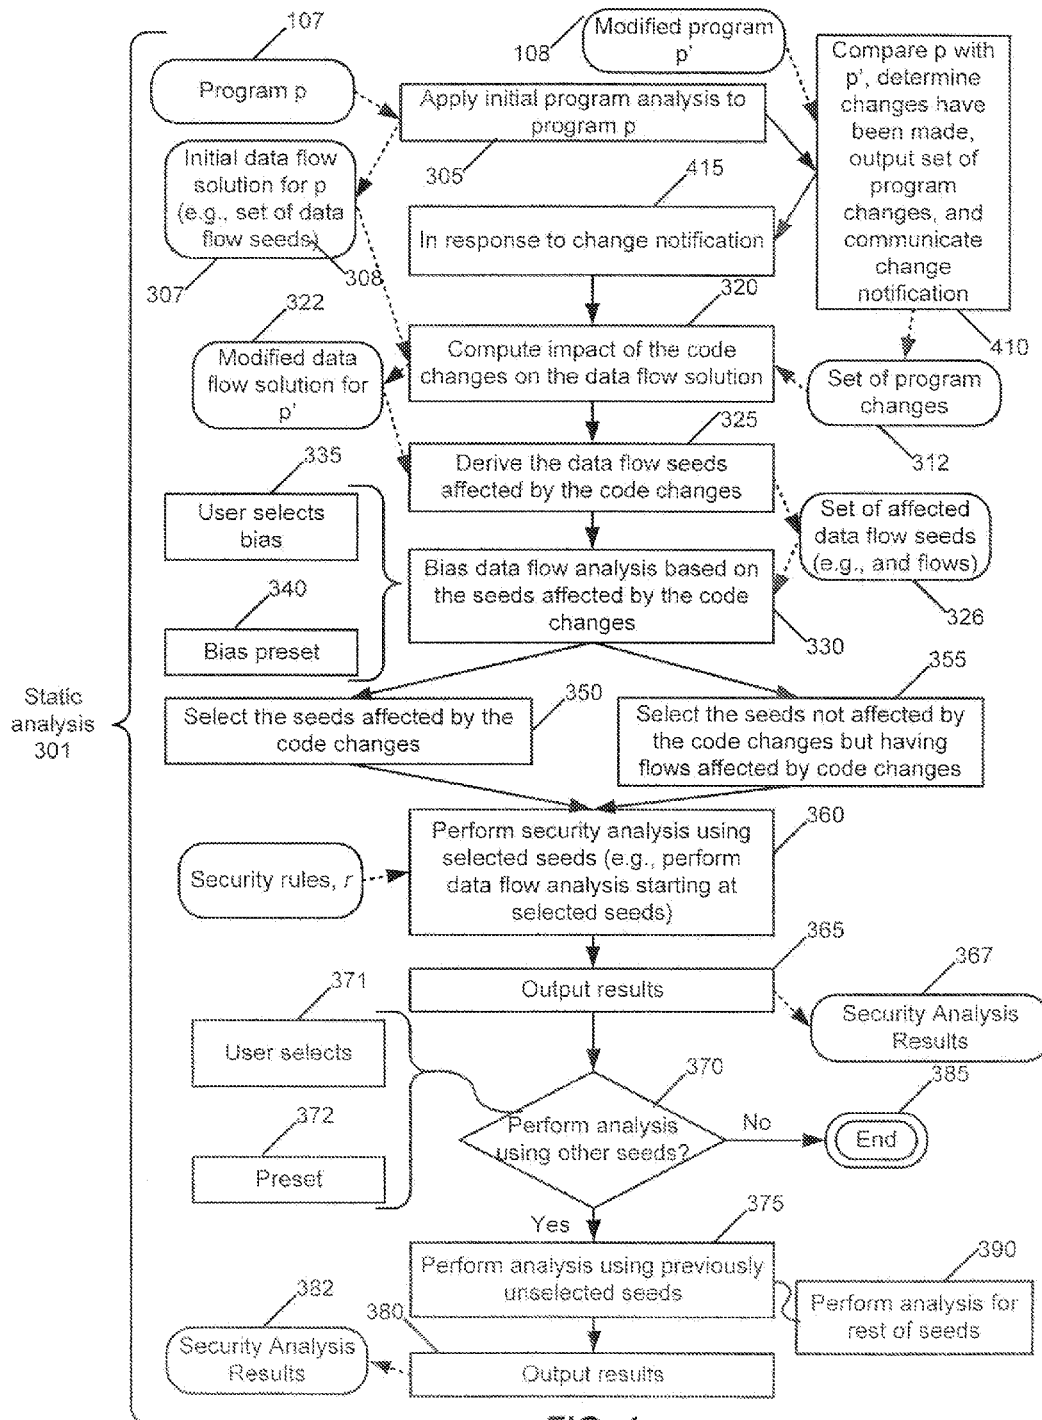 107
Program p
108
Modified program
p'
Compare p with
p', determine
changes have
been made,
output set of
program
changes, and
communicate
change
notification
410
Apply initial program analysis to
program p
305
Initial data flow
solution for p
(e.g., set of data
flow seeds)
307
308
415
In response to change notification
320
Compute impact of the code
changes on the data flow solution
322
Modified data
flow solution for
p'
Set of program
changes
312
325
Derive the data flow seeds
affected by the code changes
335
User selects
bias
340
Bias preset
Set of affected
data flow seeds
(e.g., and flows)
326
Bias data flow analysis based on
the seeds affected by the code
changes
330
Static
analysis
301
350
Select the seeds affected by the
code changes
355
Select the seeds not affected by
the code changes but having
flows affected by code changes
360
Perform security analysis using
selected seeds (e.g., perform
data flow analysis starting at
selected seeds)
Security rules, r
365
Output results
367
Security Analysis
Results
371
User selects
372
Preset
370
Perform analysis
using other seeds?
No
385
End
Yes
375
Perform analysis using previously
unselected seeds
390
Perform analysis for
rest of seeds
382
Security Analysis
Results
380
Output results